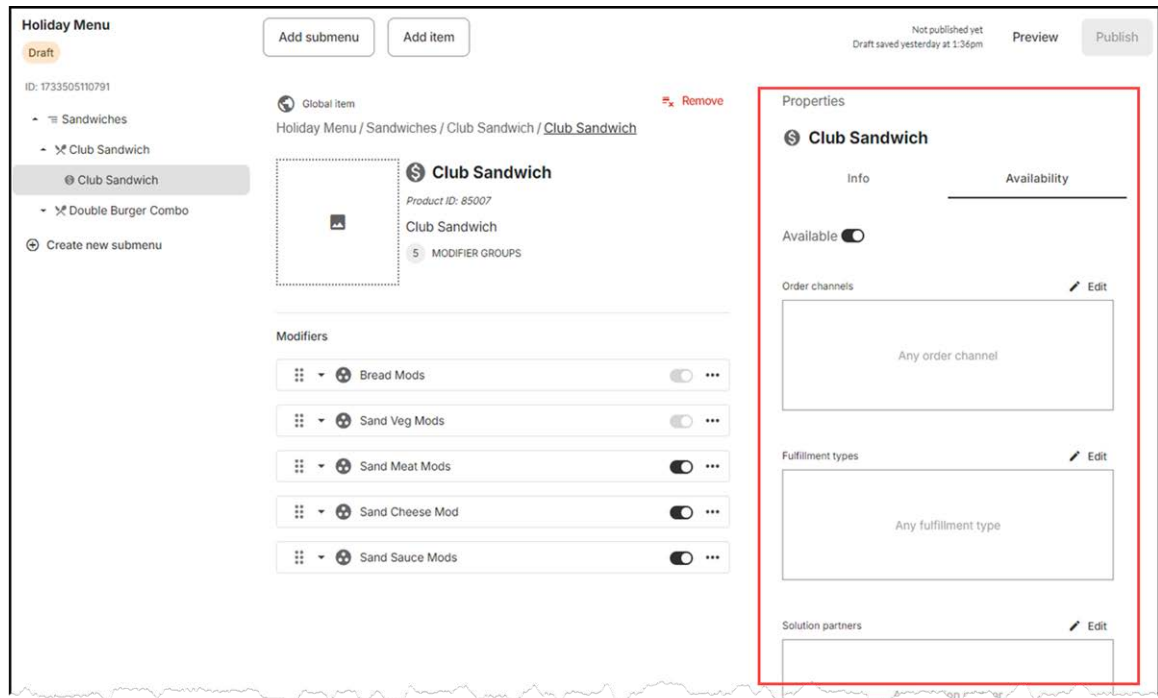 Holiday Menu
Draft
ID: 1733505110791
Sandwiches
Club Sandwich
Club Sandwich
Double Burger Combo
Create new submenu
Add submenu
Add item
Not published yet
Draft saved yesterday at 1:36pm
Preview
Publish
Global item
Remove
Holiday Menu / Sandwiches / Club Sandwich / Club Sandwich
Club Sandwich
Product ID: 85007
Club Sandwich
5 MODIFIER GROUPS
Modifiers
Bread Mods
Sand Veg Mods
Sand Meat Mods
Sand Cheese Mod
Sand Sauce Mods
Properties
Club Sandwich
Info
Availability
Available
Order channels
Edit
Any order channel
Fulfillment types
Edit
Any fulfillment type
Solution partners
Edit